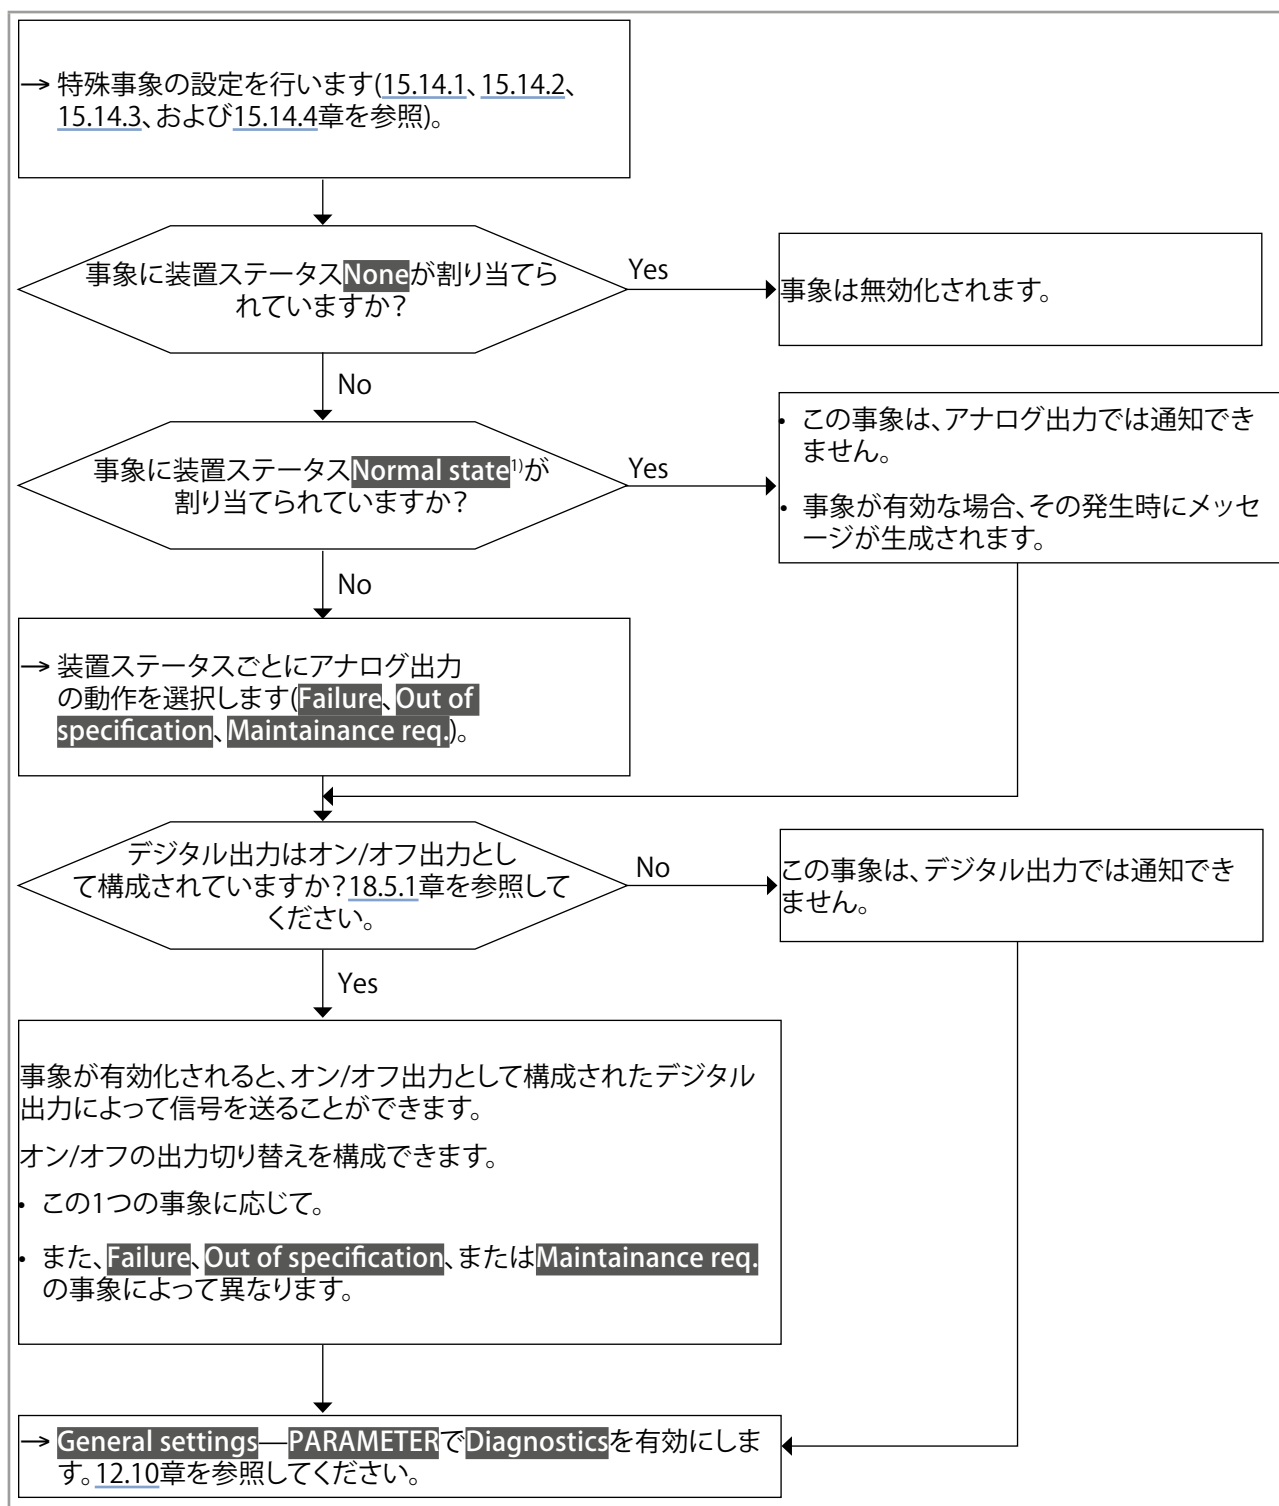 → 特殊事象の設定を行います(15.14.1、15.14.2、
15.14.3、および15.14.4章を参照)。
事象に装置ステータスNoneが割り当てら
れていますか?
Yes
事象は無効化されます。
No
事象に装置ステータスNormal state1)が
割り当てられていますか?
Yes
• この事象は、アナログ出力では通知でき
ません。
• 事象が有効な場合、その発生時にメッセ
ージが生成されます。
No
→ 装置ステータスごとにアナログ出力
の動作を選択します(Failure、Out of
specification、Maintainance req.)。
デジタル出力はオン/オフ出力とし
て構成されていますか?18.5.1章を参照して
ください。
No
この事象は、デジタル出力では通知でき
ません。
Yes
事象が有効化されると、オン/オフ出力として構成されたデジタル
出力によって信号を送ることができます。
オン/オフの出力切り替えを構成できます。
• この1つの事象に応じて。
• また、Failure、Out of specification、またはMaintainance req.
の事象によって異なります。
→ General settings―PARAMETERでDiagnosticsを有効にしま
す。12.10章を参照してください。